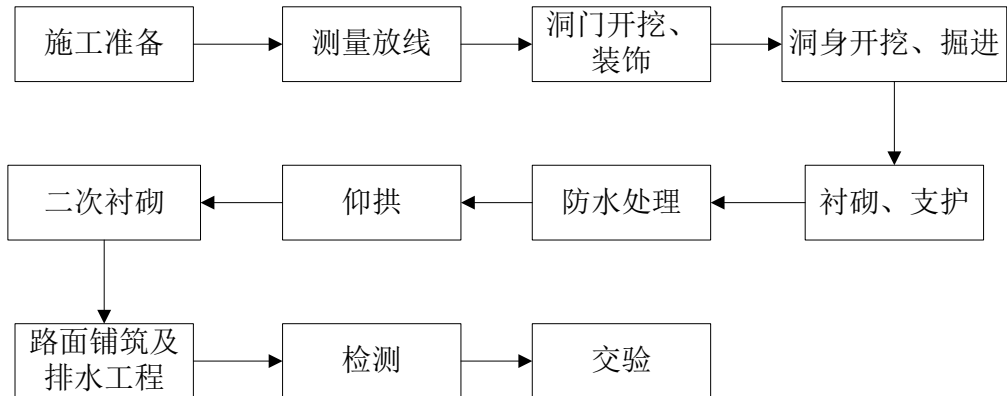 施工准备
测量放线
洞门开挖、
装饰
洞身开挖、掘进
衬砌、支护
防水处理
仰拱
二次衬砌
路面铺筑及
排水工程
检测
交验